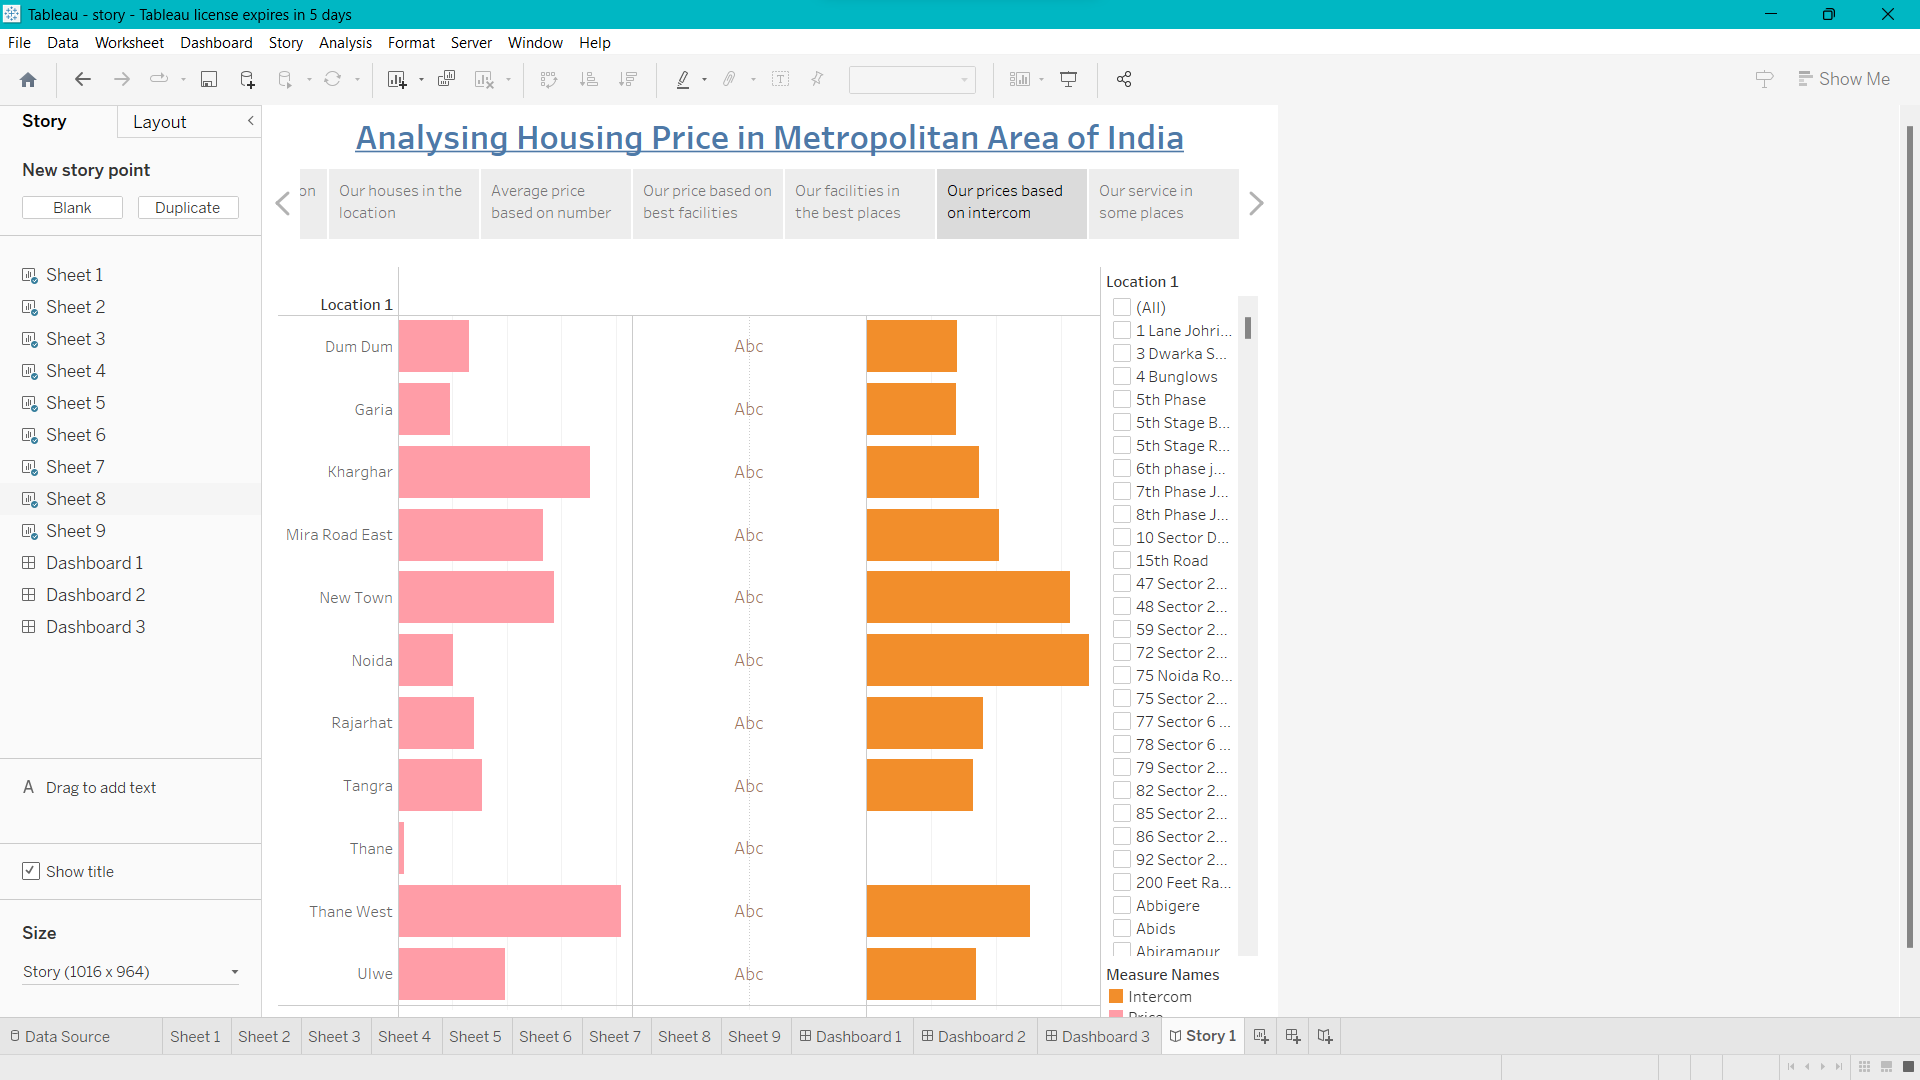 Tableau - story - Tableau license expires in 5 days
File Data Worksheet Dashboard Story Analysis Format Server Window Help
Show Me
Story Layout
New story point
Blank Duplicate
Sheet 1
Sheet 2
Sheet 3
Sheet 4
Sheet 5
Sheet 6
Sheet 7
Sheet 8
Sheet 9
Dashboard 1
Dashboard 2
Dashboard 3
A Drag to add text
Show title
Size
Story (1016 x 964)
Analysing Housing Price in Metropolitan Area of India
on
Our houses in the
location
Average price
based on number
Our price based on
best facilities
Our facilities in
the best places
Our prices based
on intercom
Our service in
some places
Location 1
Dum Dum Abc
Garia Abc
Kharghar Abc
Mira Road East Abc
New Town Abc
Noida Abc
Rajarhat Abc
Tangra Abc
Thane Abc
Thane West Abc
Ulwe Abc
Location 1
(All)
1 Lane Johri...
3 Dwarka S...
4 Bunglows
5th Phase
5th Stage B...
5th Stage R...
6th phase j...
7th Phase J...
8th Phase J...
10 Sector D...
15th Road
47 Sector 2...
48 Sector 2...
59 Sector 2...
72 Sector 2...
75 Noida Ro...
75 Sector 2...
77 Sector 6 ...
78 Sector 6 ...
79 Sector 2...
82 Sector 2...
85 Sector 2...
86 Sector 2...
92 Sector 2...
200 Feet Ra...
Abbigere
Abids
Abiramapur
Measure Names
Intercom
Price
Data Source Sheet 1 Sheet 2 Sheet 3 Sheet 4 Sheet 5 Sheet 6 Sheet 7 Sheet 8 Sheet 9 Dashboard 1 Dashboard 2 Dashboard 3 Story 1